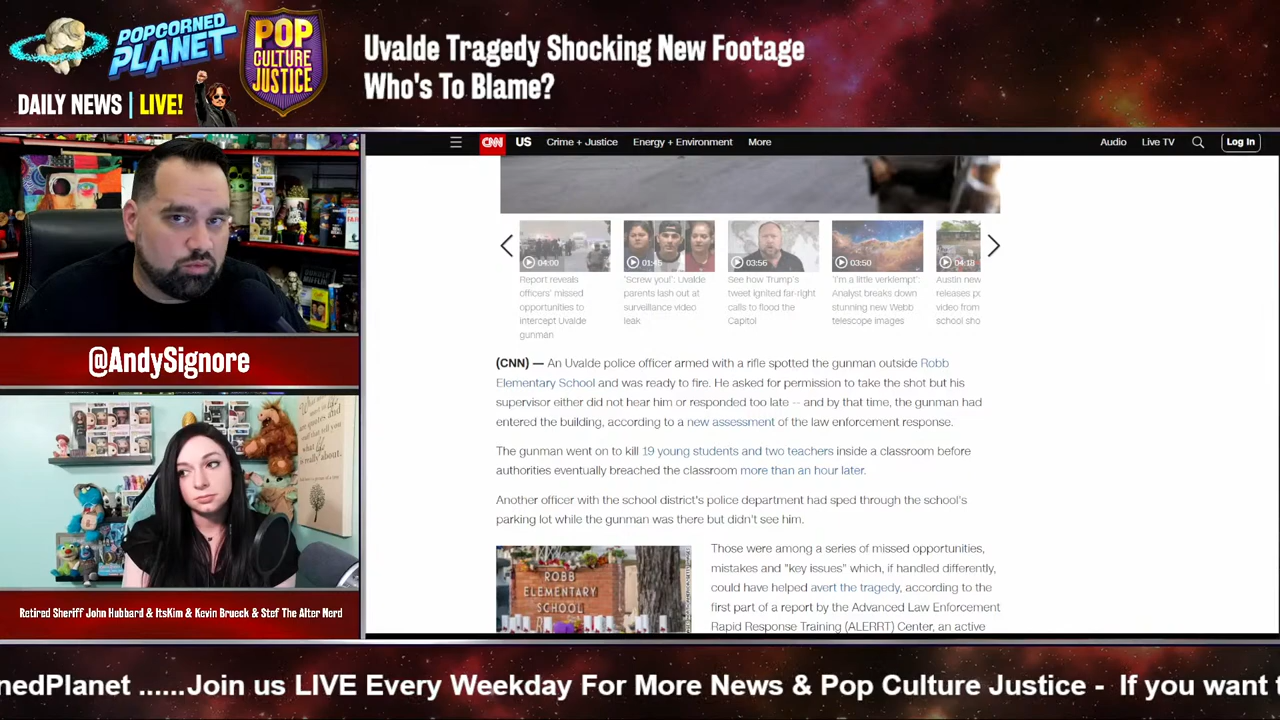 POPCORNED
PLANET
POP
CULTURE
JUSTICE
DAILY NEWS | LIVE!
Uvalde Tragedy Shocking New Footage
Who's To Blame?
CNN US Crime + Justice Energy + Environment More Audio Live TV Log In
04:00
Report reveals
officers' missed
opportunities to
intercept Uvalde
gunman
01:45
'Screw you!': Uvalde
parents lash out at
surveillance video
leak
03:56
See how Trump's
tweet ignited far-right
calls to flood the
Capitol
03:50
'I'm a little verklempt':
Analyst breaks down
stunning new Webb
telescope images
04:18
Austin new
releases po
video from
school sho
(CNN) — An Uvalde police officer armed with a rifle spotted the gunman outside Robb
Elementary School and was ready to fire. He asked for permission to take the shot but his
supervisor either did not hear him or responded too late -- and by that time, the gunman had
entered the building, according to a new assessment of the law enforcement response.
The gunman went on to kill 19 young students and two teachers inside a classroom before
authorities eventually breached the classroom more than an hour later.
Another officer with the school district's police department had sped through the school's
parking lot while the gunman was there but didn't see him.
ROBB
ELEMENTARY
SCHOOL
Those were among a series of missed opportunities,
mistakes and "key issues" which, if handled differently,
could have helped avert the tragedy, according to the
first part of a report by the Advanced Law Enforcement
Rapid Response Training (ALERRT) Center, an active
@AndySignore
Retired Sheriff John Hubbard & ItsKim & Kevin Brueck & Stef The Alter Nerd
nedPlanet ......Join us LIVE Every Weekday For More News & Pop Culture Justice - If you want t